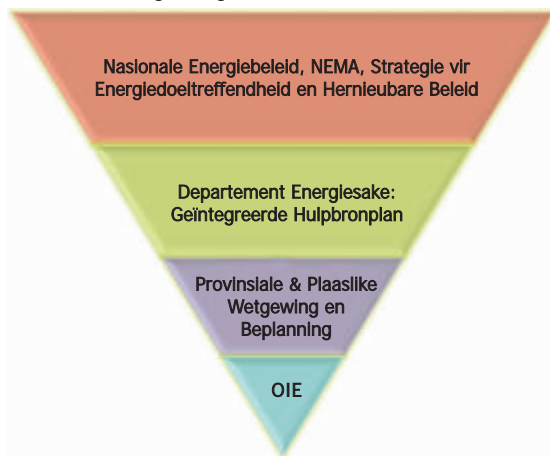 Nasionale Energiebeleid, NEMA, Strategie vir
Energiedoeltreffendheid en Hernieubare Beleid
Departement Energiesake:
Geïntegreerde Hulpbronplan
Provinsiale & Plaaslike
Wetgewing en
Beplanning
OIE